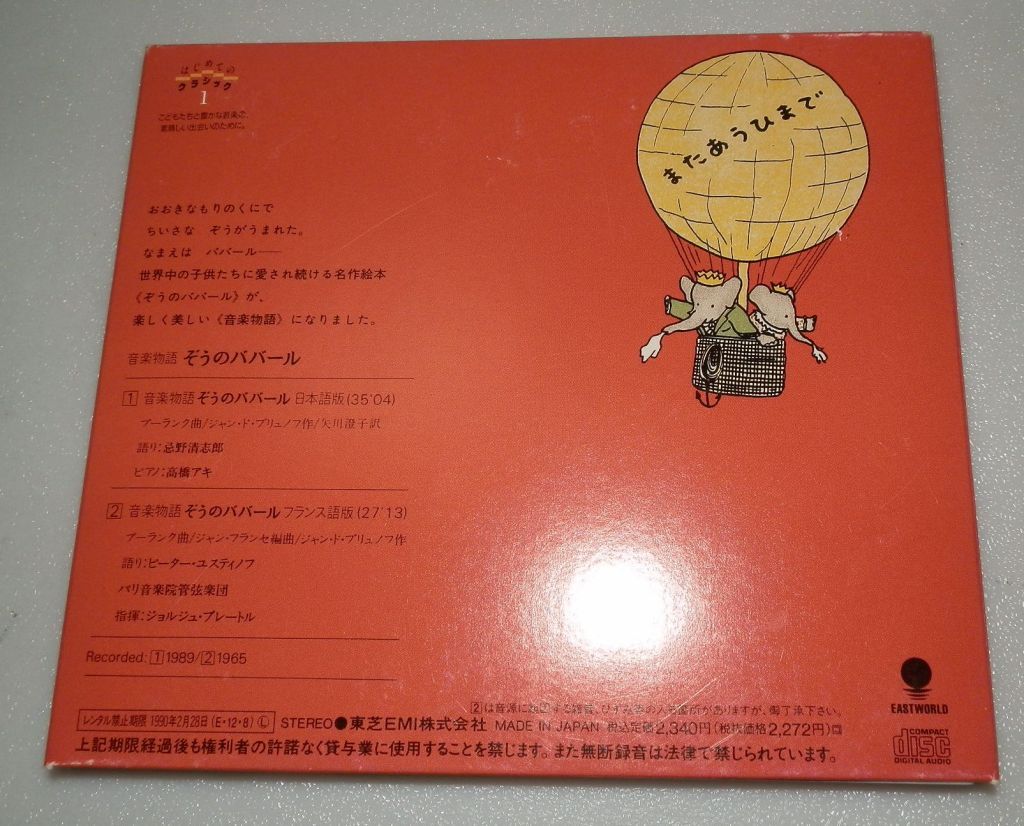 はじめての
クラシック
1
こどもたちと豊かな音楽の、
素晴しい出会いのために。
またあうひまで
おおきなもりのくにで
ちいさな ぞうがうまれた。
なまえは ババール──
世界中の子供たちに愛され続ける名作絵本
《ぞうのババール》が、
楽しく美しい《音楽物語》になりました。
音楽物語 ぞうのババール
1 音楽物語 ぞうのババール 日本語版(35'04)
プーランク曲/ジャン・ド・ブリュノフ作/矢川澄子訳
語り:忌野清志郎
ピアノ:高橋アキ
2 音楽物語 ぞうのババール フランス語版(27'13)
プーランク曲/ジャン・フランセ編曲/ジャン・ド・ブリュノフ作
語り:ピーター・ユスティノフ
パリ音楽院管弦楽団
指揮:ジョルジュ・プレートル
Recorded: 1 1989/ 2 1965
2 は音源に起因する雑音、ひずみ等のある箇所がありますが、御了承下さい。
レンタル禁止期限 1990年2月28日 (E・12・8) Ⓛ STEREO●東芝EMI株式会社 MADE IN JAPAN 税込定価2,340円(税抜価格2,272円)
上記期限経過後も権利者の許諾なく貸与業に使用することを禁じます。また無断録音は法律で禁じられています。
EASTWORLD
COMPACT
disc
DIGITAL AUDIO